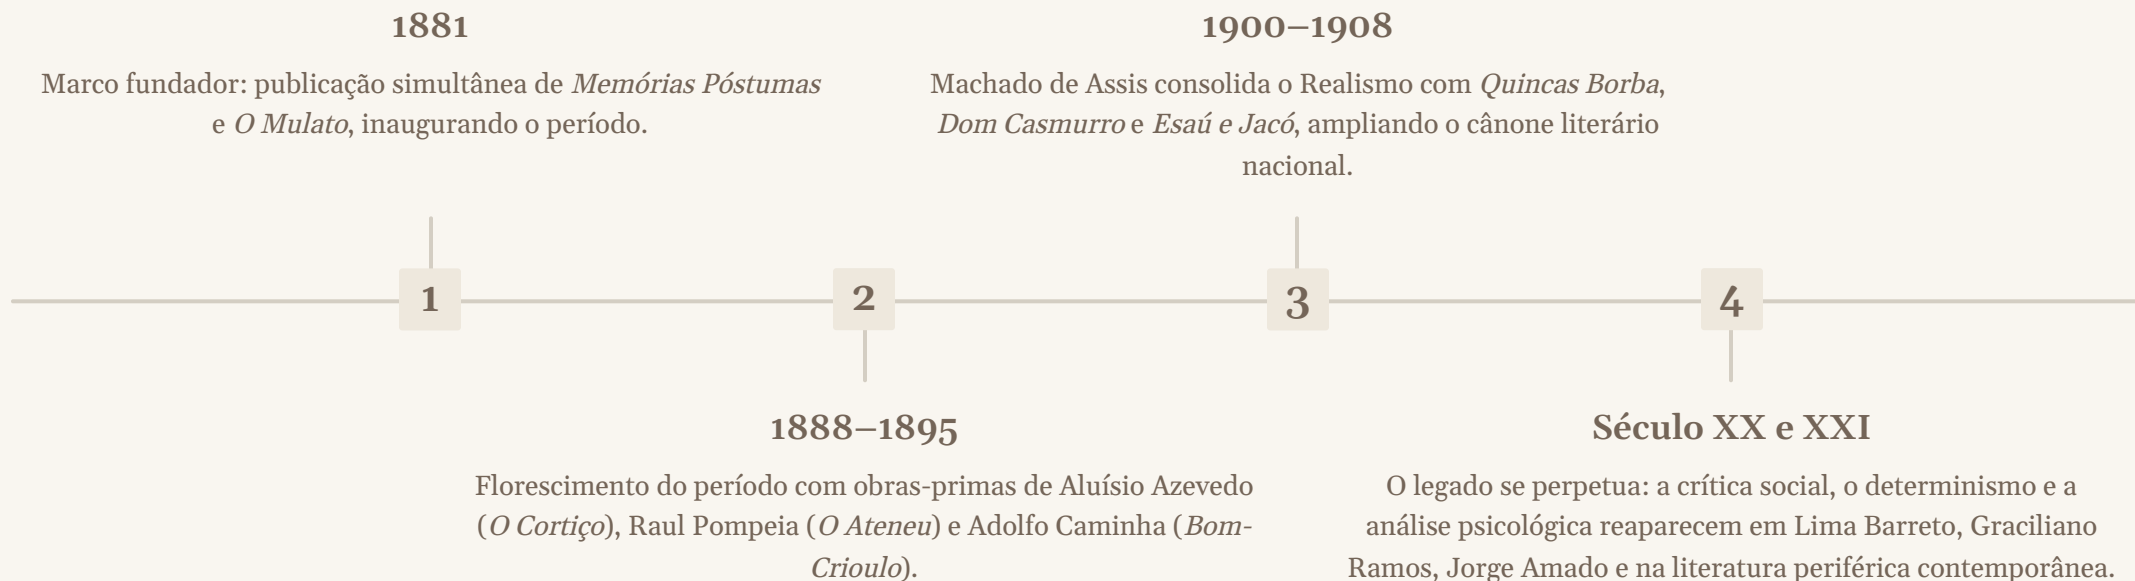 1881
Marco fundador: publicação simultânea de Memórias Póstumas
e O Mulato, inaugurando o período.
1900–1908
Machado de Assis consolida o Realismo com Quincas Borba,
Dom Casmurro e Esaú e Jacó, ampliando o cânone literário
nacional.
1
2
3
4
1888–1895
Florescimento do período com obras-primas de Aluísio Azevedo
(O Cortiço), Raul Pompeia (O Ateneu) e Adolfo Caminha (Bom-
Crioulo).
Século XX e XXI
O legado se perpetua: a crítica social, o determinismo e a
análise psicológica reaparecem em Lima Barreto, Graciliano
Ramos, Jorge Amado e na literatura periférica contemporânea.